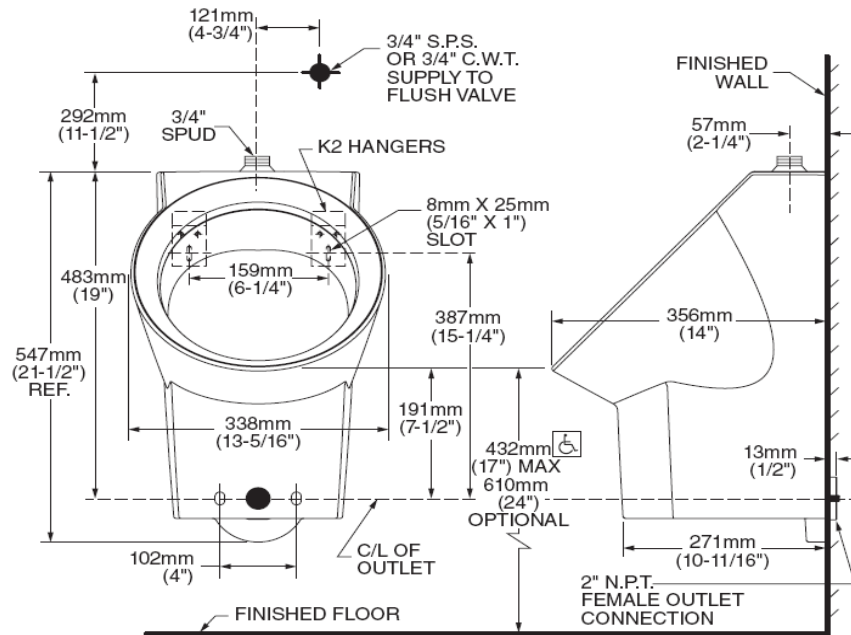 121mm
(4-3/4")
3/4" S.P.S.
OR 3/4" C.W.T.
SUPPLY TO
FLUSH VALVE
FINISHED
WALL
292mm
(11-1/2")
3/4"
SPUD
57mm
(2-1/4")
K2 HANGERS
8mm X 25mm
(5/16" X 1")
SLOT
483mm
(19")
159mm
(6-1/4")
387mm
(15-1/4")
356mm
(14")
547mm
(21-1/2")
REF.
191mm
(7-1/2")
338mm
(13-5/16")
432mm
(17") MAX
610mm
(24")
OPTIONAL
13mm
(1/2")
102mm
(4")
C/L OF
OUTLET
271mm
(10-11/16")
2" N.P.T.
FEMALE OUTLET
CONNECTION
FINISHED FLOOR